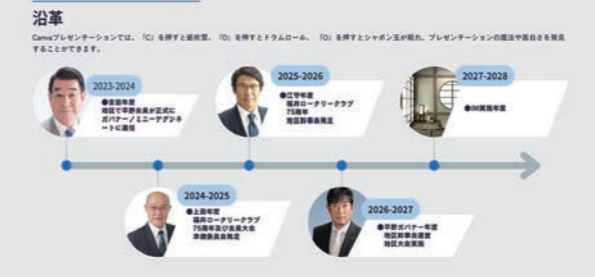 沿革
Canvaプレゼンテーションでは、「C」を押すと紙吹雪、「D」を押すとドラムロール、「O」を押すとシャボン玉が現れ、プレゼンテーションの魔法や面白さを発見
することができます。
2023-2024
●吉田年度
地区で平野会員が正式に
ガバナーノミニーデジグネ
ートに選任
2024-2025
●上田年度
福井ロータリークラブ
75周年及び会長大会
準備委員会発足
2025-2026
●江守年度
福井ロータリークラブ
75周年
地区幹事会発足
2026-2027
●平野ガバナー年度
地区幹事会運営
地区大会実施
2027-2028
●IM実施年度